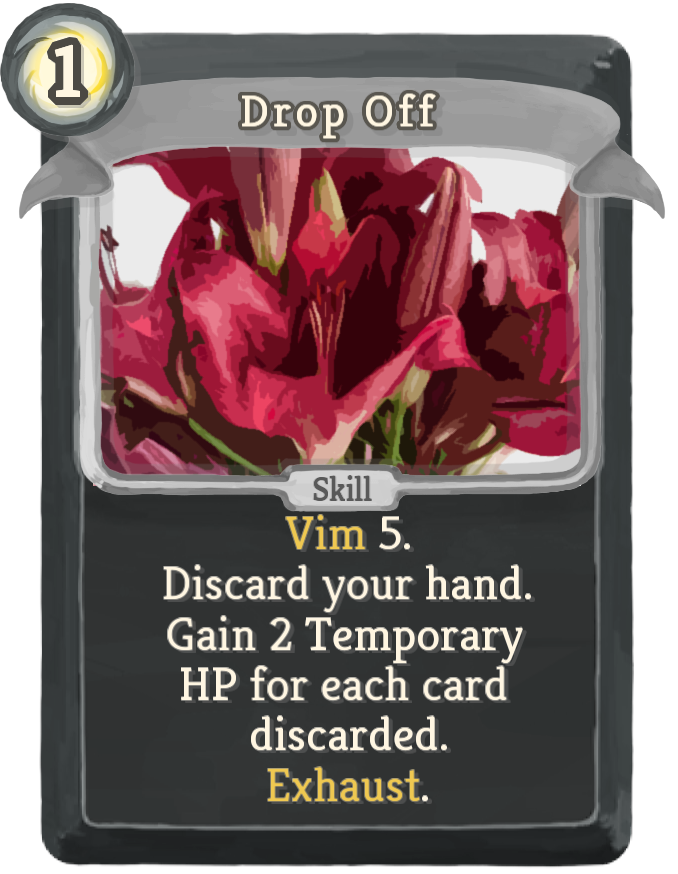 1
Drop Off
Skill
Vim 5.
Discard your hand.
Gain 2 Temporary
HP for each card
discarded.
Exhaust.